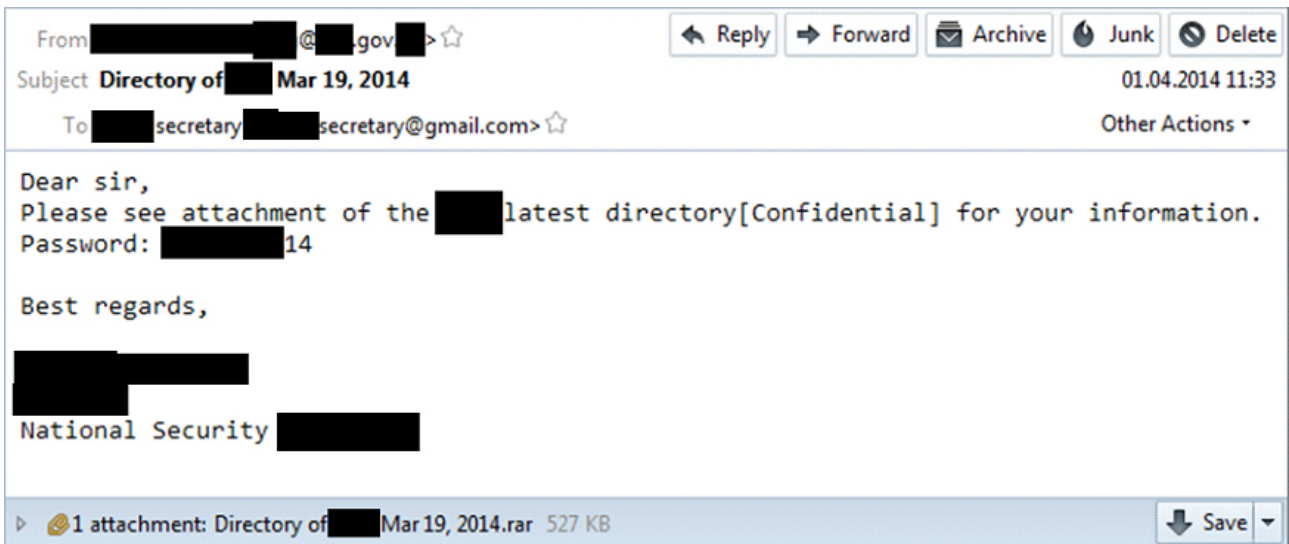 From @ .gov. >
Reply Forward Archive Junk Delete
Subject Directory of Mar 19, 2014
01.04.2014 11:33
To secretary secretary@gmail.com>
Other Actions
Dear sir,
Please see attachment of the latest directory[Confidential] for your information.
Password: 14
Best regards,
National Security
1 attachment: Directory of Mar 19, 2014.rar 527 KB
Save